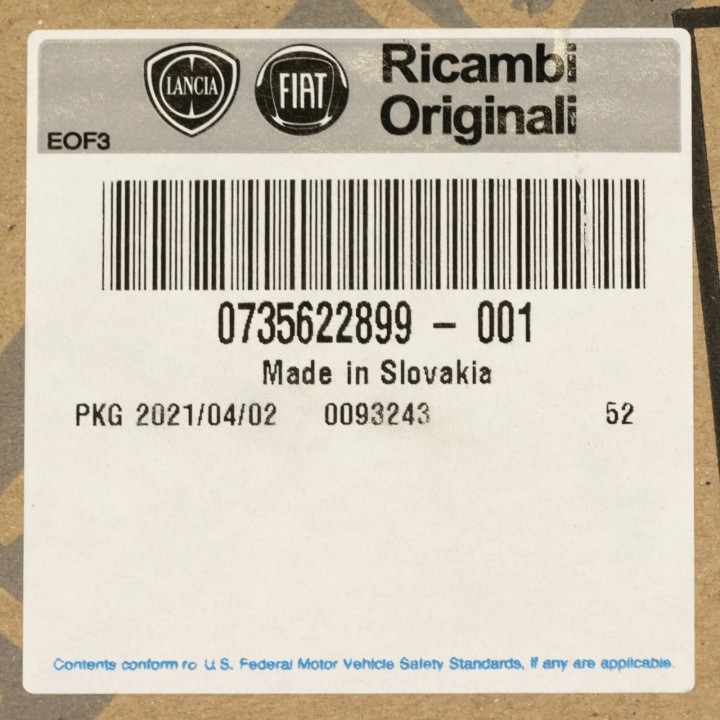 LANCIA FIAT Ricambi
Originali
EOF3
0735622899 - 001
Made in Slovakia
PKG 2021/04/02 0093243 52
Contents conform to U.S. Federal Motor Vehicle Safety Standards, if any are applicable.